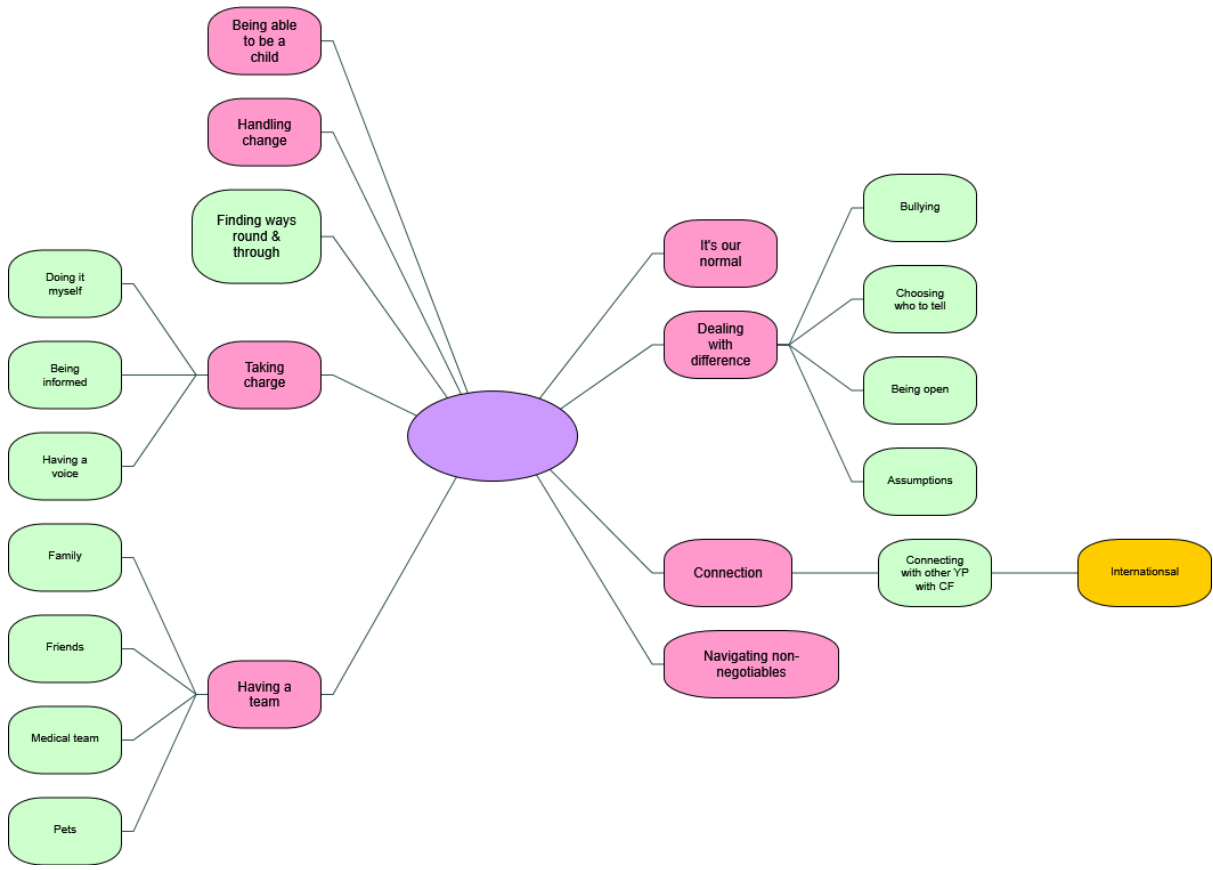 Being able
to be a
child
Handling
change
Finding ways
round &
through
Doing it
myself
Being
informed
Having a
voice
Taking
charge
Family
Friends
Medical team
Pets
Having a
team
It's our
normal
Dealing
with
difference
Bullying
Choosing
who to tell
Being open
Assumptions
Connection
Connecting
with other YP
with CF
Internationsal
Navigating non-
negotiables